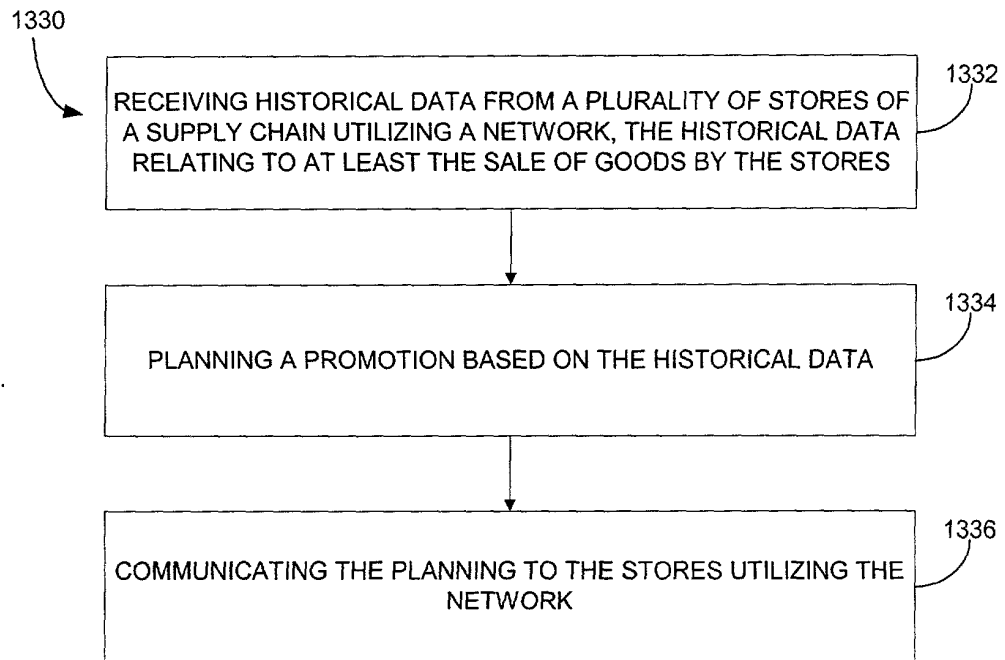 1330
1332
RECEIVING HISTORICAL DATA FROM A PLURALITY OF STORES OF
A SUPPLY CHAIN UTILIZING A NETWORK, THE HISTORICAL DATA
RELATING TO AT LEAST THE SALE OF GOODS BY THE STORES
1334
PLANNING A PROMOTION BASED ON THE HISTORICAL DATA
1336
COMMUNICATING THE PLANNING TO THE STORES UTILIZING THE
NETWORK